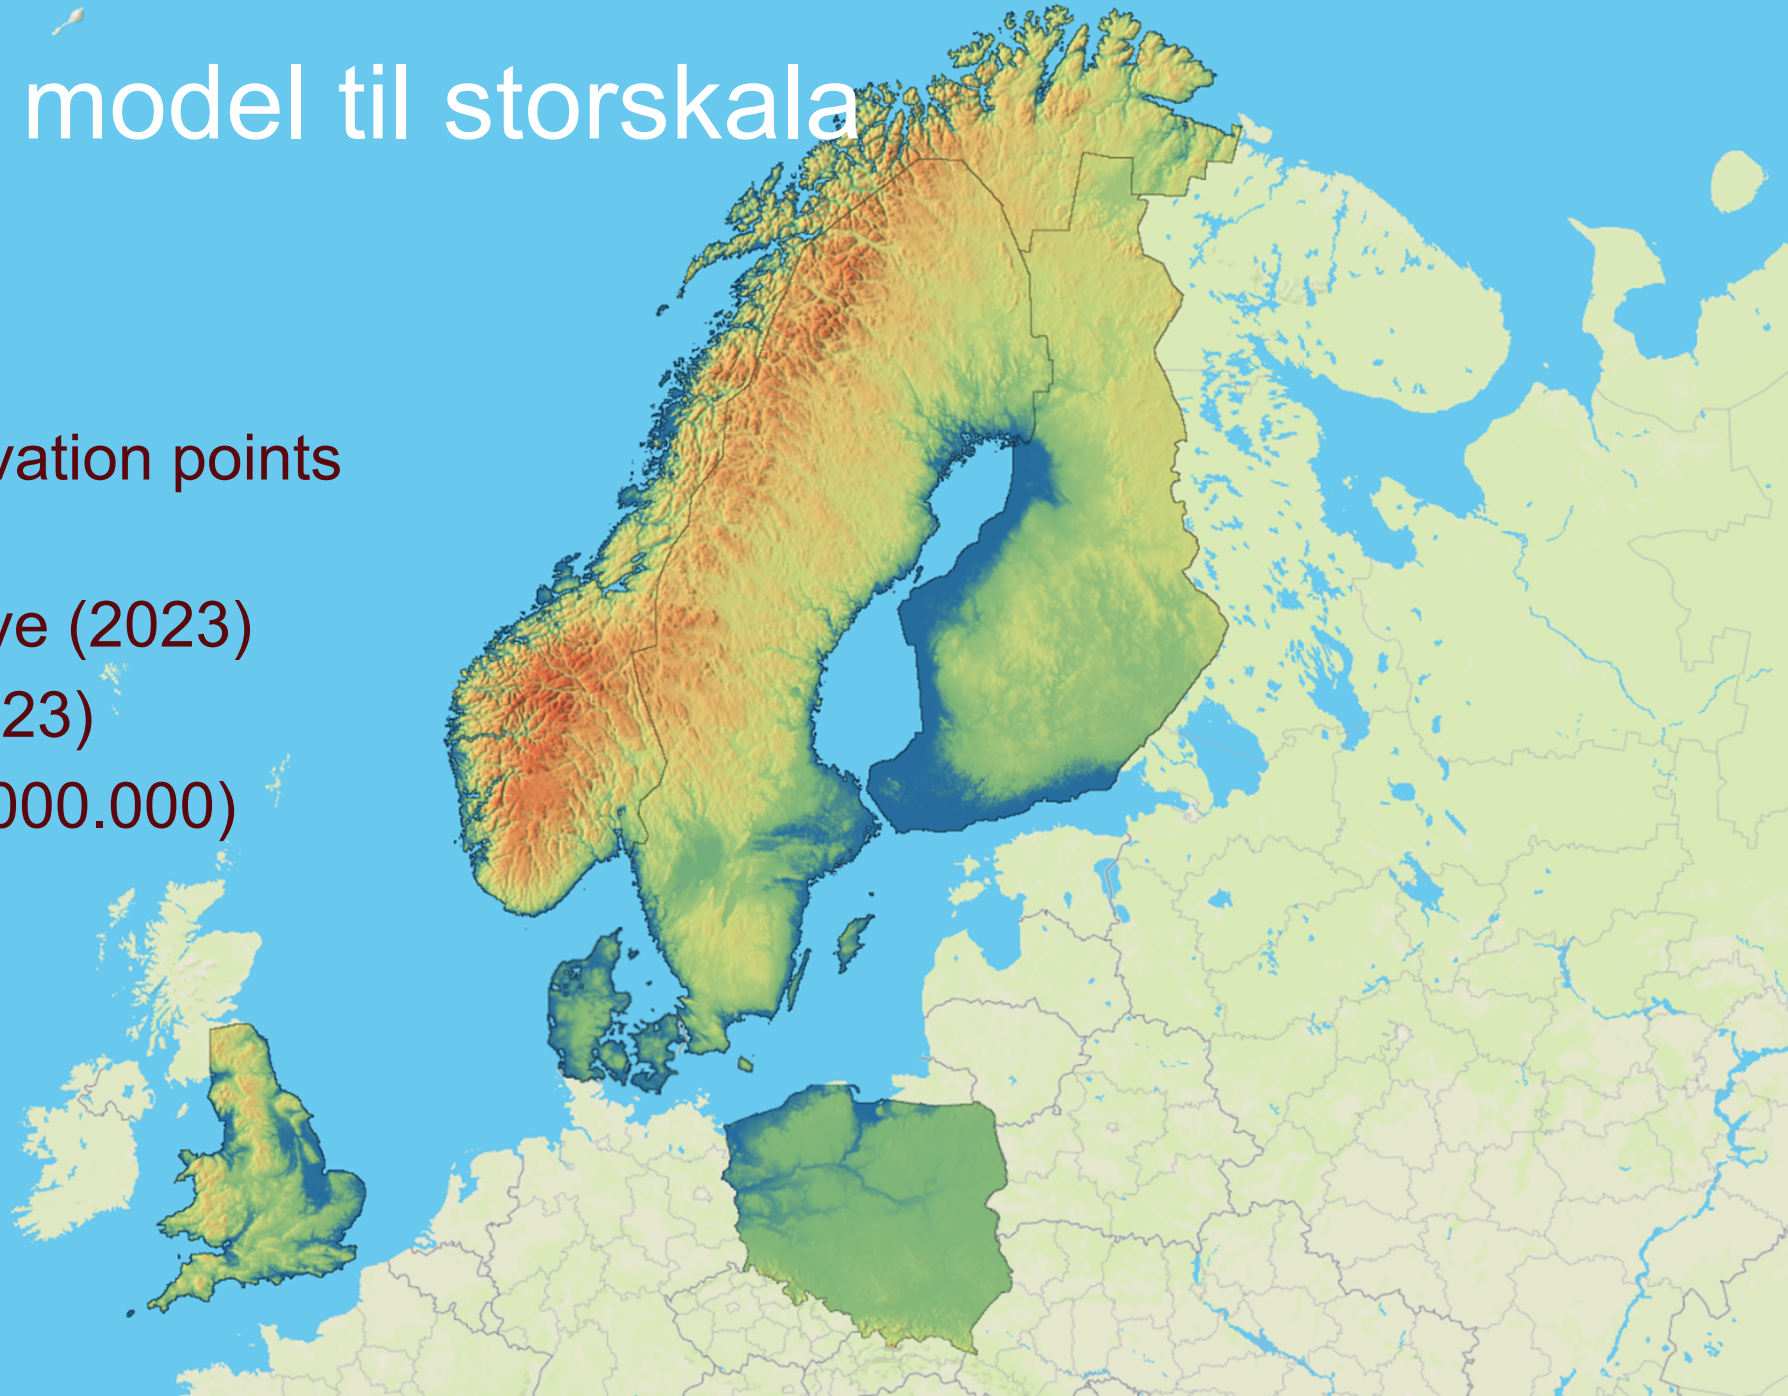 model til storskala
vation points
ve (2023)
23)
000.000)